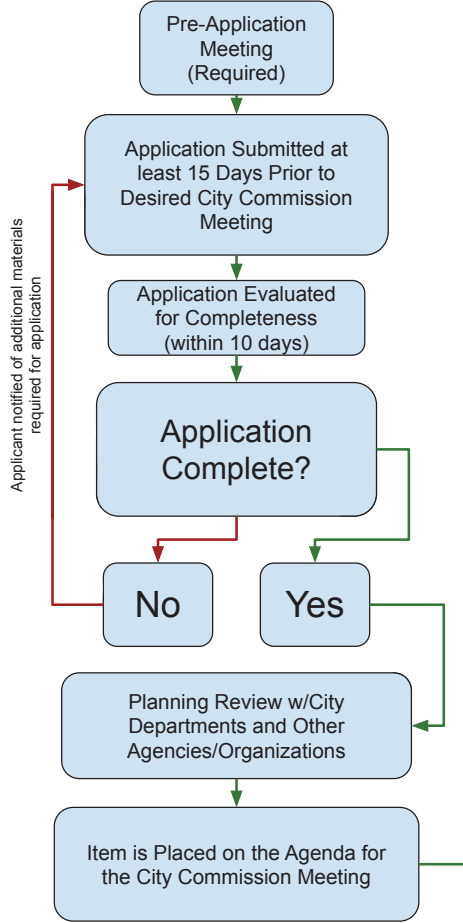 Pre-Application
Meeting
(Required)
Application Submitted at
least 15 Days Prior to
Desired City Commission
Meeting
Applicant notified of additional materials
required for application
Application Evaluated
for Completeness
(within 10 days)
Application
Complete?
No
Yes
Planning Review w/City
Departments and Other
Agencies/Organizations
Item is Placed on the Agenda for
the City Commission Meeting